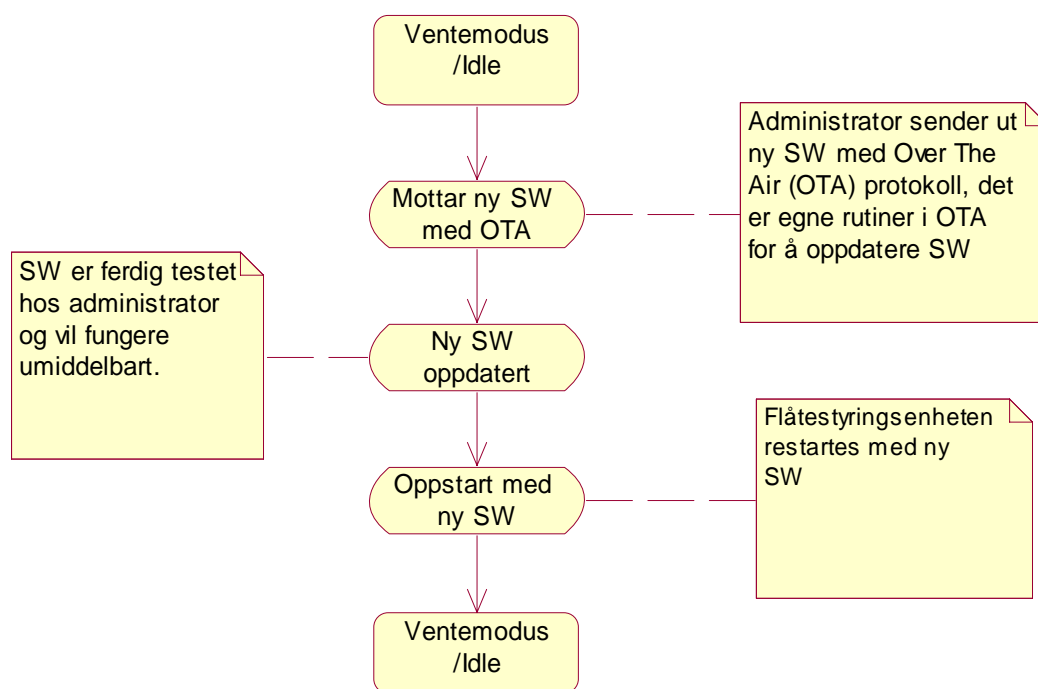 Ventemodus
/Idle
Administrator sender ut
ny SW med Over The
Air (OTA) protokoll, det
er egne rutiner i OTA
for å oppdatere SW
Mottar ny SW
med OTA
SW er ferdig testet
hos administrator
og vil fungere
umiddelbart.
Ny SW
oppdatert
Flåtestyringsenheten
restartes med ny
SW
Oppstart med
ny SW
Ventemodus
/Idle